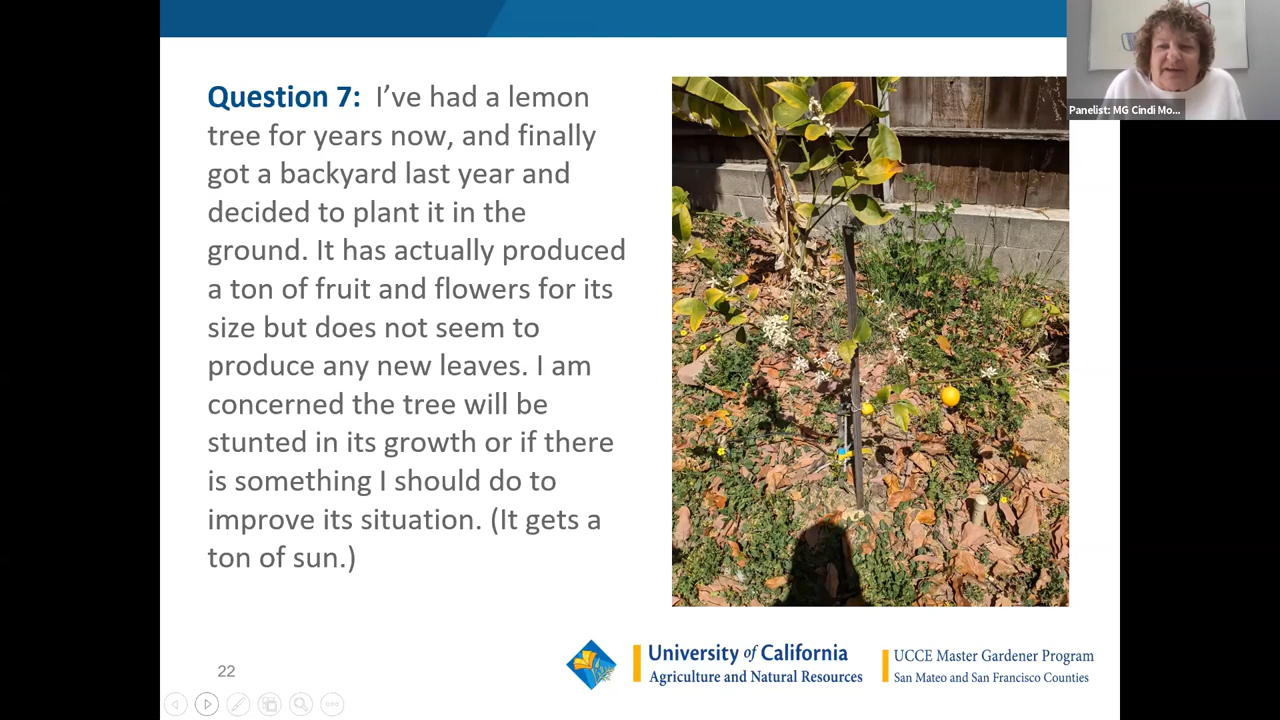 Question 7: I’ve had a lemon
tree for years now, and finally
got a backyard last year and
decided to plant it in the
ground. It has actually produced
a ton of fruit and flowers for its
size but does not seem to
produce any new leaves. I am
concerned the tree will be
stunted in its growth or if there
is something I should do to
improve its situation. (It gets a
ton of sun.)
Panelist: MG Cindi Mo...
University of California
Agriculture and Natural Resources
UCCE Master Gardener Program
San Mateo and San Francisco Counties
22